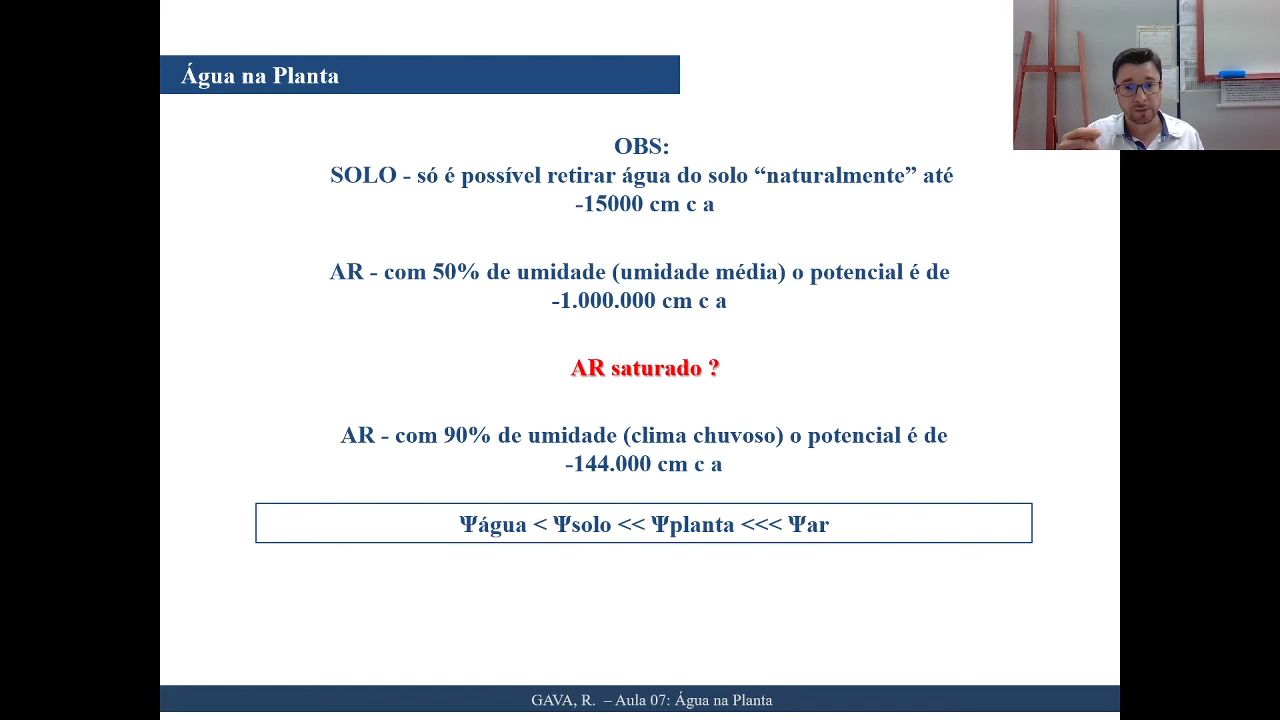 Água na Planta
OBS:
SOLO - só é possível retirar água do solo “naturalmente” até
-15000 cm c a
AR - com 50% de umidade (umidade média) o potencial é de
-1.000.000 cm c a
AR saturado ?
AR - com 90% de umidade (clima chuvoso) o potencial é de
-144.000 cm c a
Ψágua < Ψsolo << Ψplanta <<< Ψar
GAVA, R. – Aula 07: Água na Planta